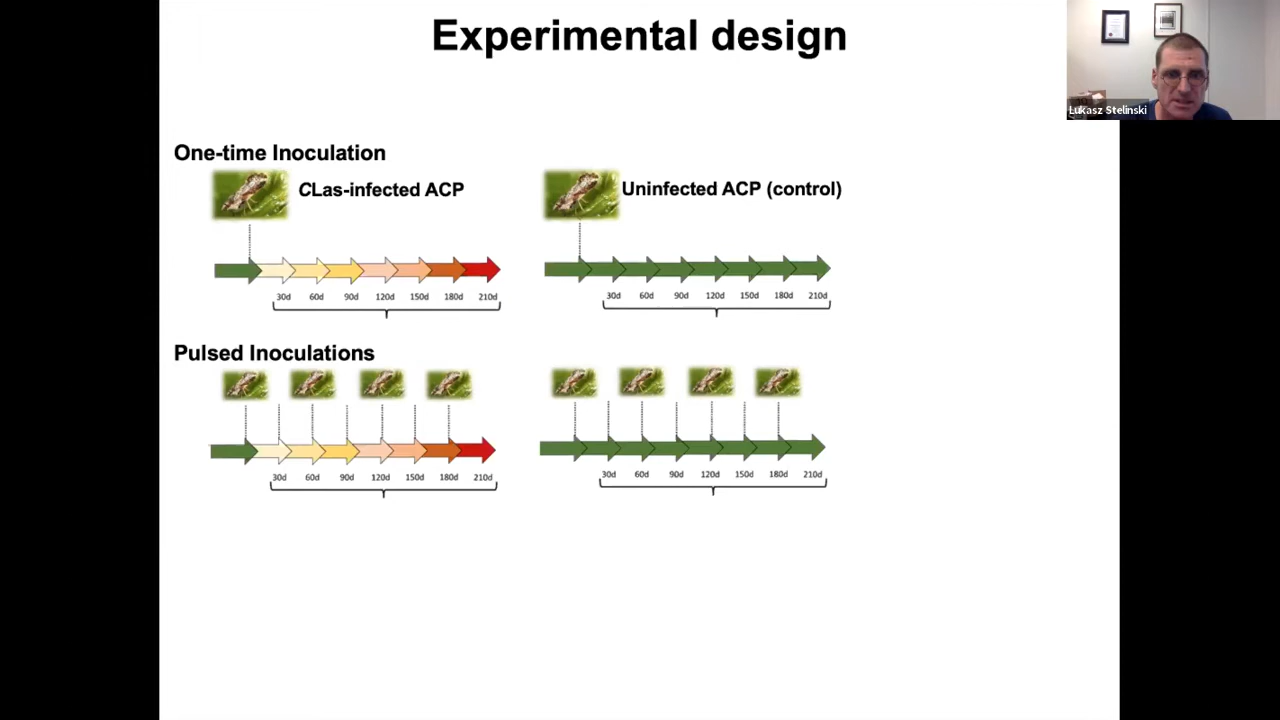 Experimental design
Lukasz Stelinski
One-time Inoculation
CLas-infected ACP
Uninfected ACP (control)
30d 60d 90d 120d 150d 180d 210d
30d 60d 90d 120d 150d 180d 210d
Pulsed Inoculations
30d 60d 90d 120d 150d 180d 210d
30d 60d 90d 120d 150d 180d 210d